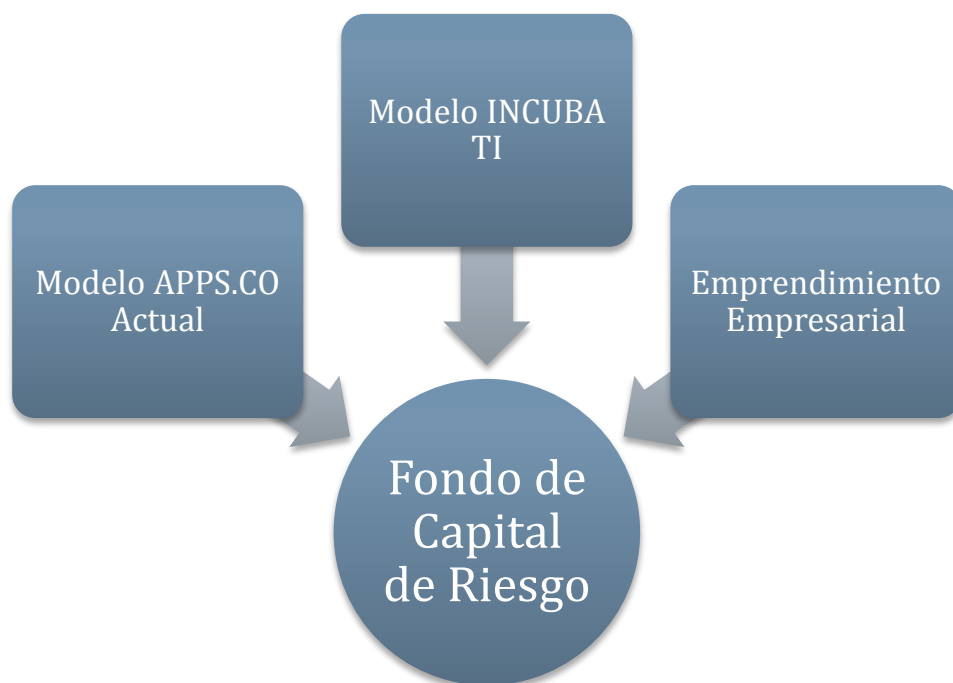 Modelo INCUBA
TI
Modelo APPS.CO
Actual
Emprendimiento
Empresarial
Fondo de
Capital
de Riesgo